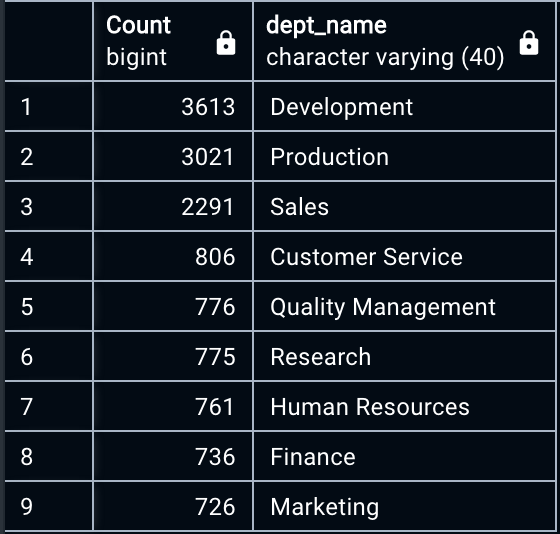 Count dept_name
bigint character varying (40)
1 3613 Development
2 3021 Production
3 2291 Sales
4 806 Customer Service
5 776 Quality Management
6 775 Research
7 761 Human Resources
8 736 Finance
9 726 Marketing